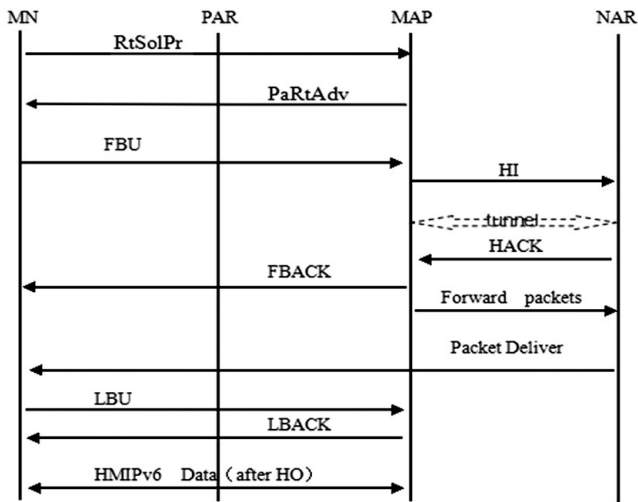 MN PAR MAP NAR
RtSolPr
PaRtAdv
FBU
HI
tunnel
HACK
FBACK
Forward packets
Packet Deliver
LBU
LBACK
HMIPv6 Data（after HO）